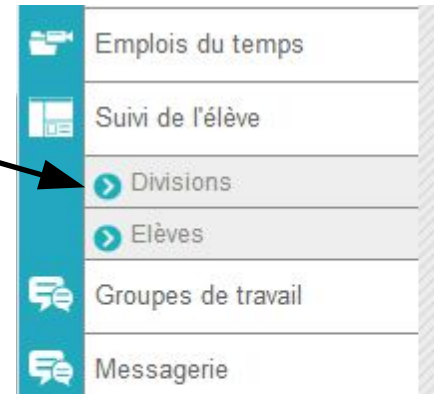 Emplois du temps
Suivi de l'élève
Divisions
Elèves
Groupes de travail
Messagerie